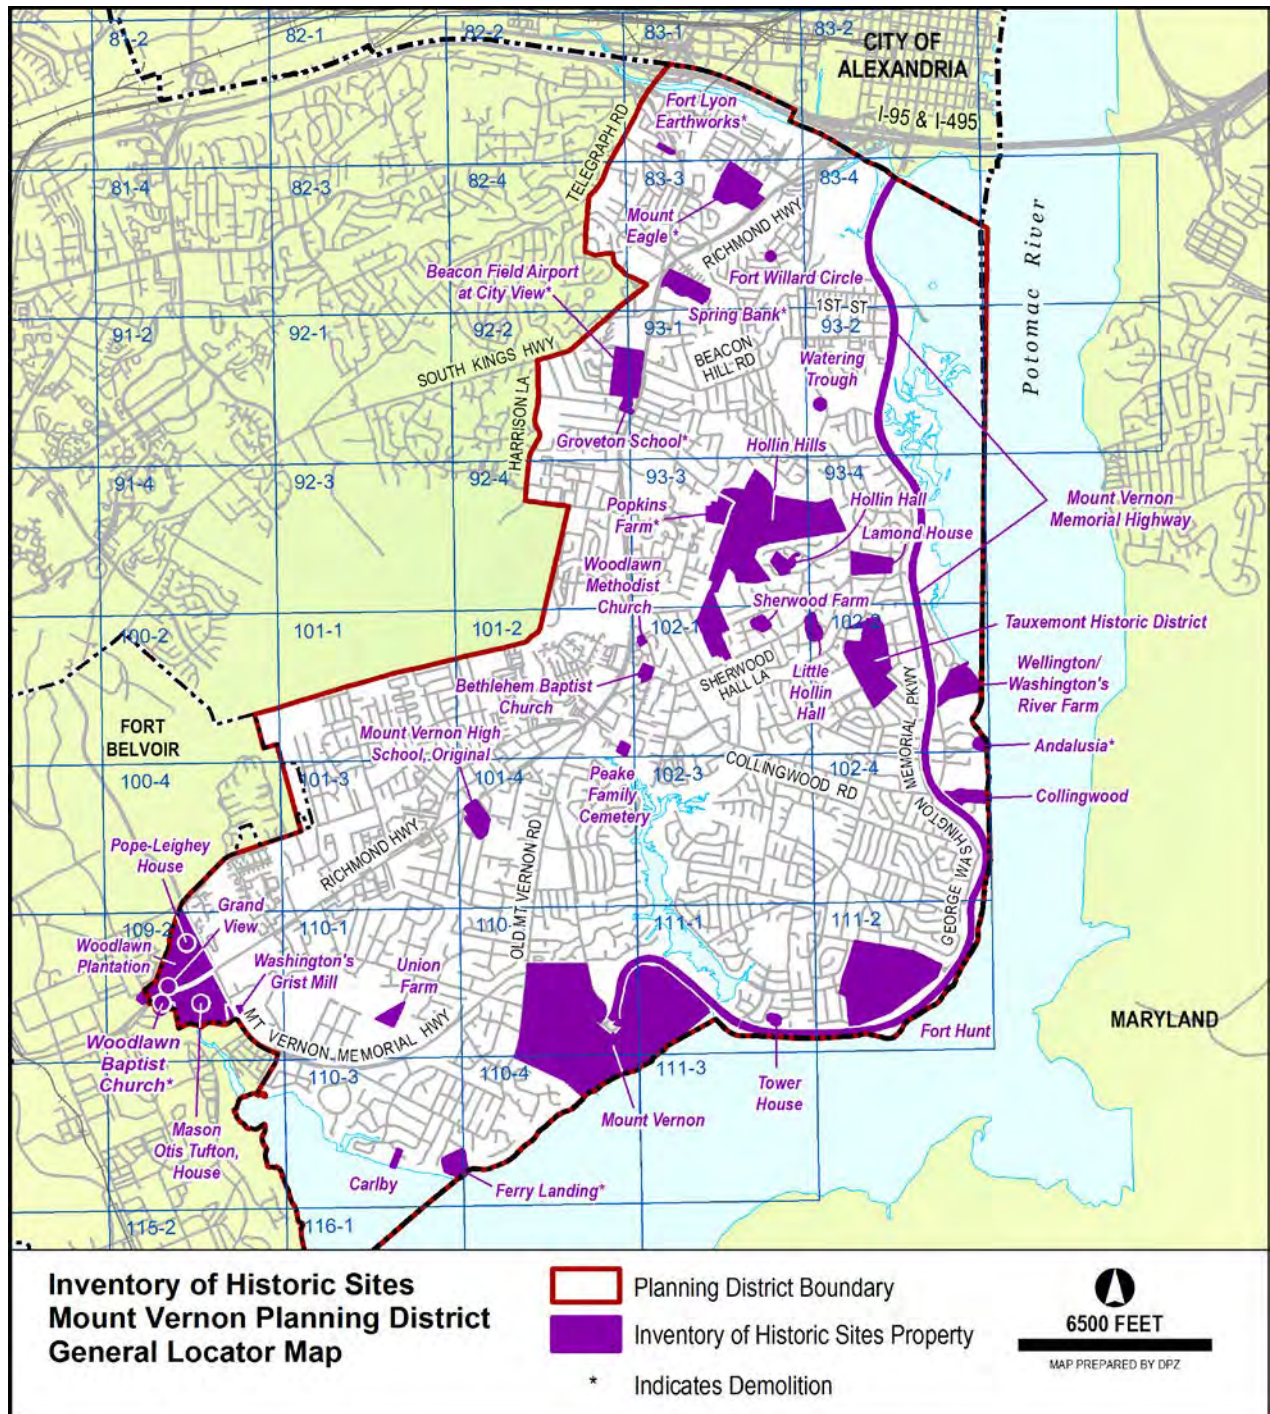 81-2
82-1
82-2
83-1
83-2
CITY OF
ALEXANDRIA
I-95 & I-495
Fort Lyon
Earthworks*
TELEGRAPH RD
81-4
82-3
82-4
83-3
83-4
Mount
Eagle *
RICHMOND HWY
Potomac River
Beacon Field Airport
at City View*
Fort Willard Circle
Spring Bank*
1ST ST
91-2
92-1
92-2
93-1
93-2
SOUTH KINGS HWY
BEACON
HILL RD
Watering
Trough
HARRISON LA
Groveton School*
Hollin Hills
91-4
92-3
92-4
93-3
93-4
Popkins
Farm*
Hollin Hall
Mount Vernon
Memorial Highway
Lamond House
Woodlawn
Methodist
Church
Sherwood Farm
100-2
101-1
101-2
102-1
Tauxemont Historic District
SHERWOOD
HALL LA
Little
Hollin
Hall
Wellington/
Washington's
River Farm
Bethlehem Baptist
Church
MEMORIAL PKWY
FORT
BELVOIR
Mount Vernon High
School, Original
Andalusia*
100-4
101-3
101-4
102-3
102-4
Peake
Family
Cemetery
COLLINGWOOD RD
Collingwood
GEORGE WASHINGTON
Pope-Leighey
House
RICHMOND HWY
OLD MT VERNON RD
Grand
View
109-2
110-1
110-
111-1
111-2
Woodlawn
Plantation
Washington's
Grist Mill
Union
Farm
MT VERNON MEMORIAL HWY
Fort Hunt
MARYLAND
Woodlawn
Baptist
Church*
110-3
110-4
111-3
Tower
House
Mount Vernon
Mason
Otis Tufton,
House
Carlby
Ferry Landing*
115-2
116-1
Inventory of Historic Sites
Mount Vernon Planning District
General Locator Map
Planning District Boundary
Inventory of Historic Sites Property
* Indicates Demolition
6500 FEET
MAP PREPARED BY DPZ